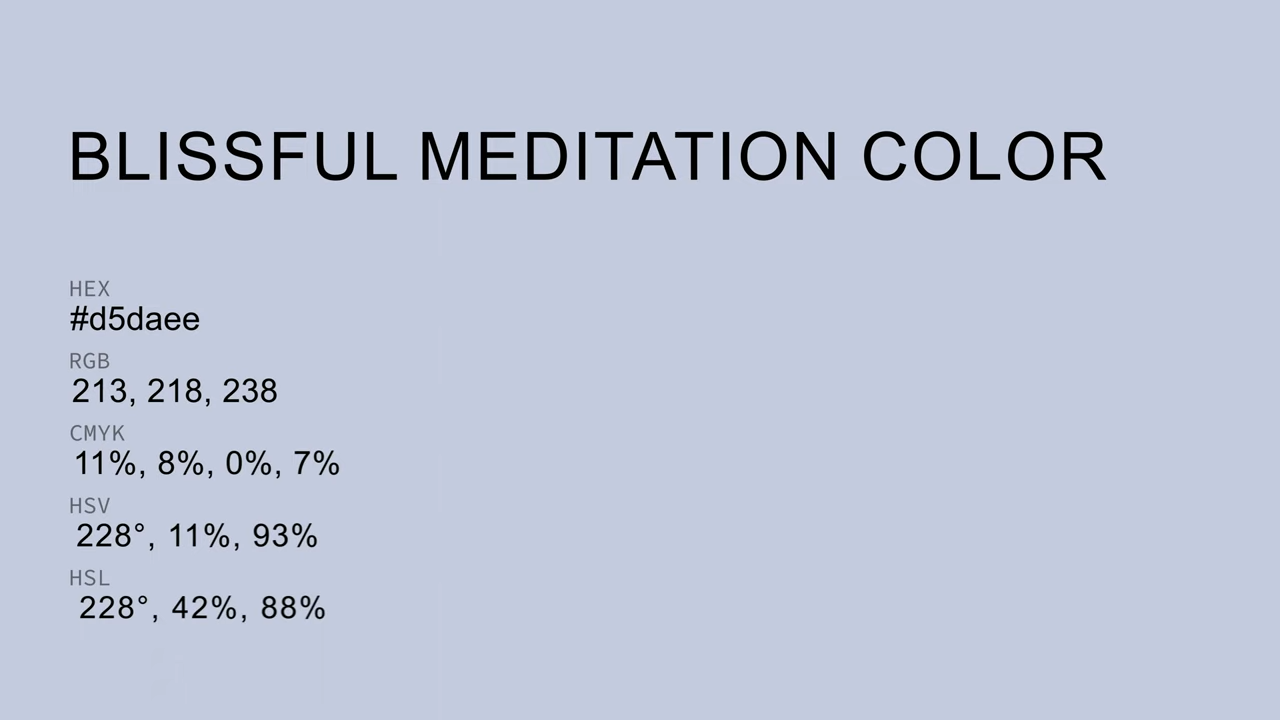 BLISSFUL MEDITATION COLOR
HEX
#d5daee
RGB
213, 218, 238
CMYK
11%, 8%, 0%, 7%
HSV
228°, 11%, 93%
HSL
228°, 42%, 88%